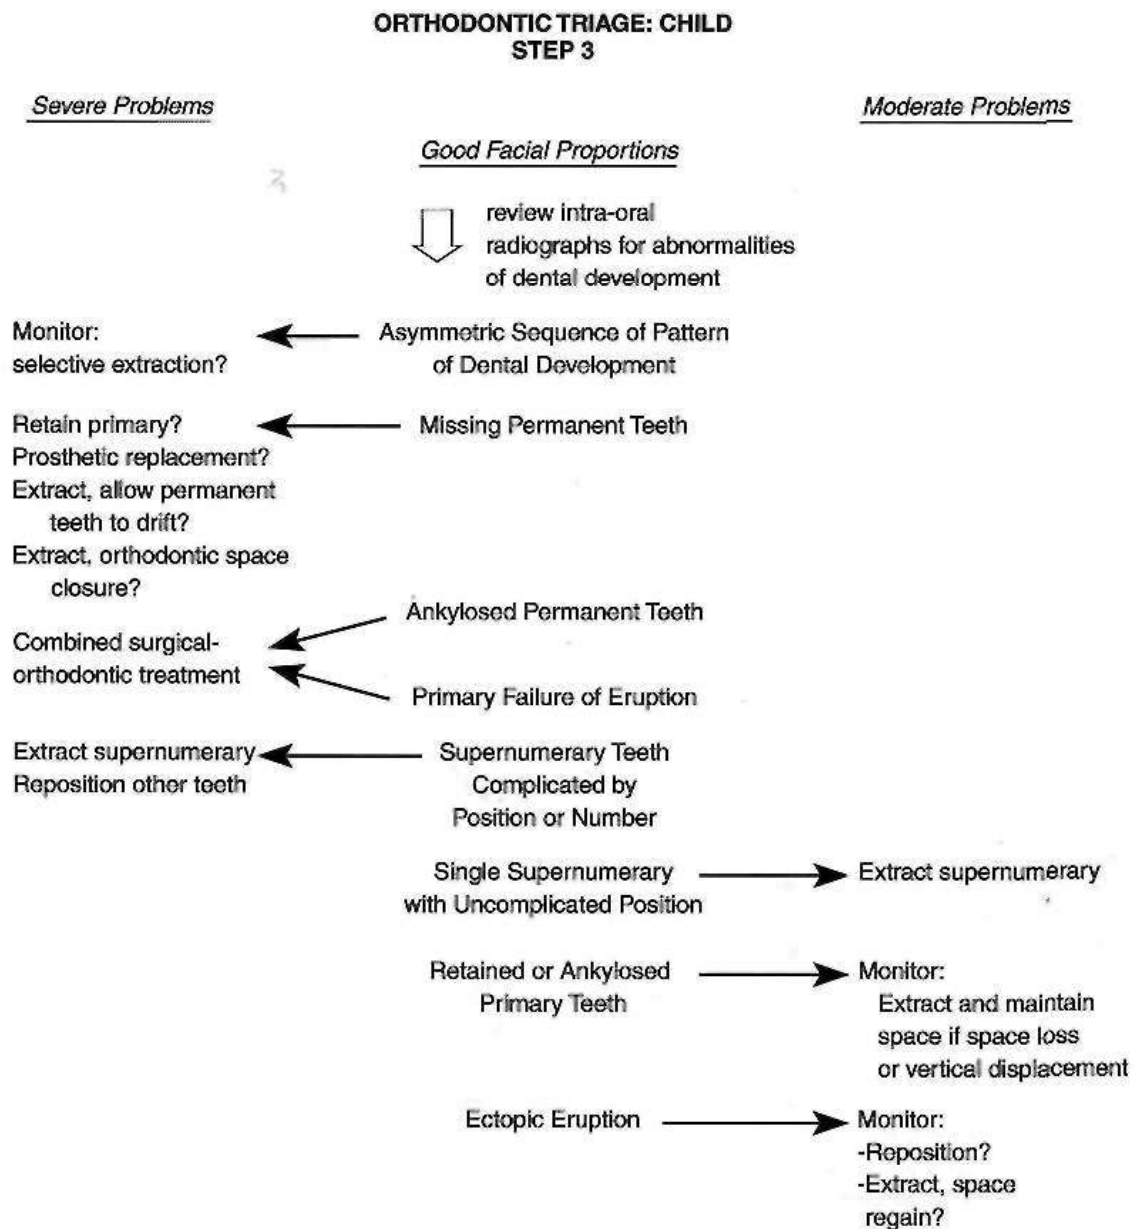 ORTHODONTIC TRIAGE: CHILD
STEP 3
Severe Problems
Moderate Problems
Good Facial Proportions
review intra-oral
radiographs for abnormalities
of dental development
Monitor:
selective extraction?
Asymmetric Sequence of Pattern
of Dental Development
Retain primary?
Prosthetic replacement?
Extract, allow permanent
teeth to drift?
Extract, orthodontic space
closure?
Missing Permanent Teeth
Ankylosed Permanent Teeth
Combined surgical-
orthodontic treatment
Primary Failure of Eruption
Extract supernumerary
Reposition other teeth
Supernumerary Teeth
Complicated by
Position or Number
Single Supernumerary
with Uncomplicated Position
Extract supernumerary
Retained or Ankylosed
Primary Teeth
Monitor:
Extract and maintain
space if space loss
or vertical displacement
Ectopic Eruption
Monitor:
-Reposition?
-Extract, space
regain?